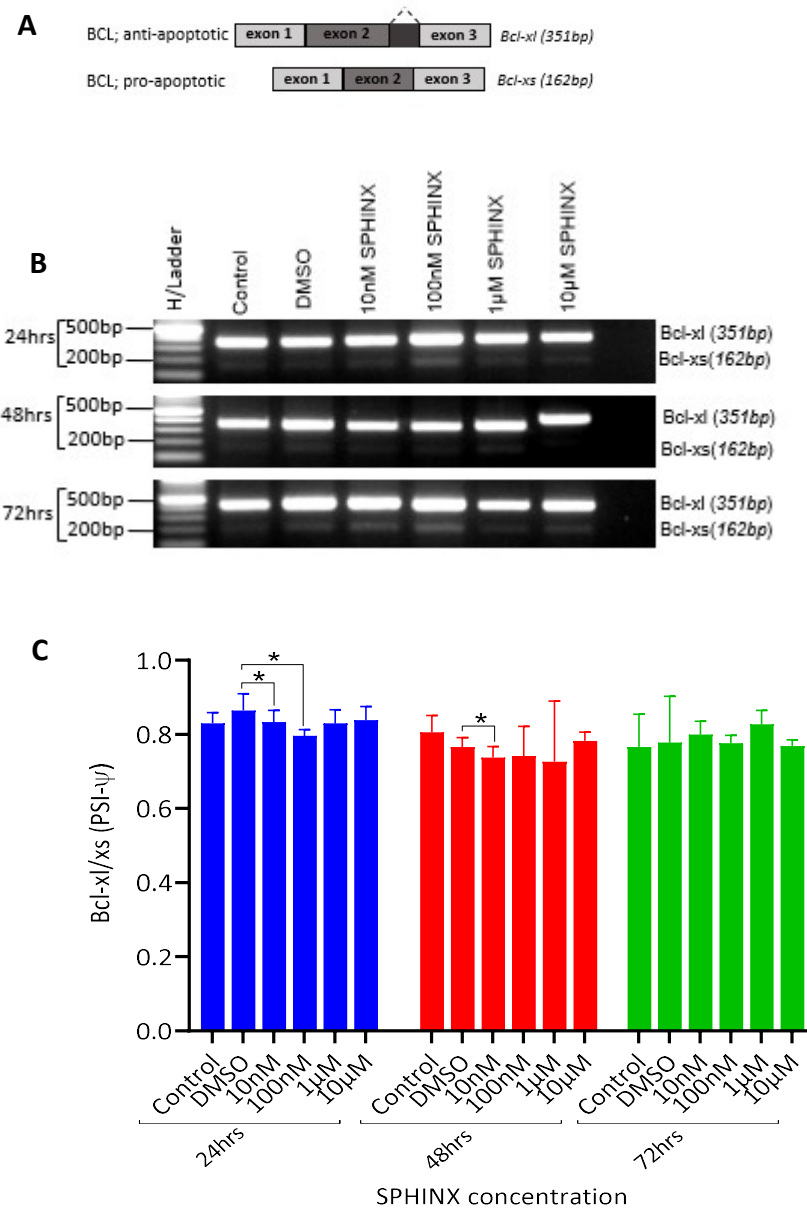 A
BCL; anti-apoptotic exon 1 exon 2 exon 3 Bcl-xl (351bp)
BCL; pro-apoptotic exon 1 exon 2 exon 3 Bcl-xs (162bp)
B
H/Ladder Control DMSO 10nM SPHINX 100nM SPHINX 1µM SPHINX 10µM SPHINX
24hrs 500bp Bcl-xl (351bp)
200bp Bcl-xs(162bp)
48hrs 500bp Bcl-xl (351bp)
200bp Bcl-xs(162bp)
72hrs 500bp Bcl-xl (351bp)
200bp Bcl-xs(162bp)
C
Bcl-xl/xs (PSI-ψ)
1.0
0.8
0.6
0.4
0.2
0.0
* *
*
Control DMSO 10nM 100nM 1µM 10µM Control DMSO 10nM 100nM 1µM 10µM Control DMSO 10nM 100nM 1µM 10µM
24hrs 48hrs 72hrs
SPHINX concentration